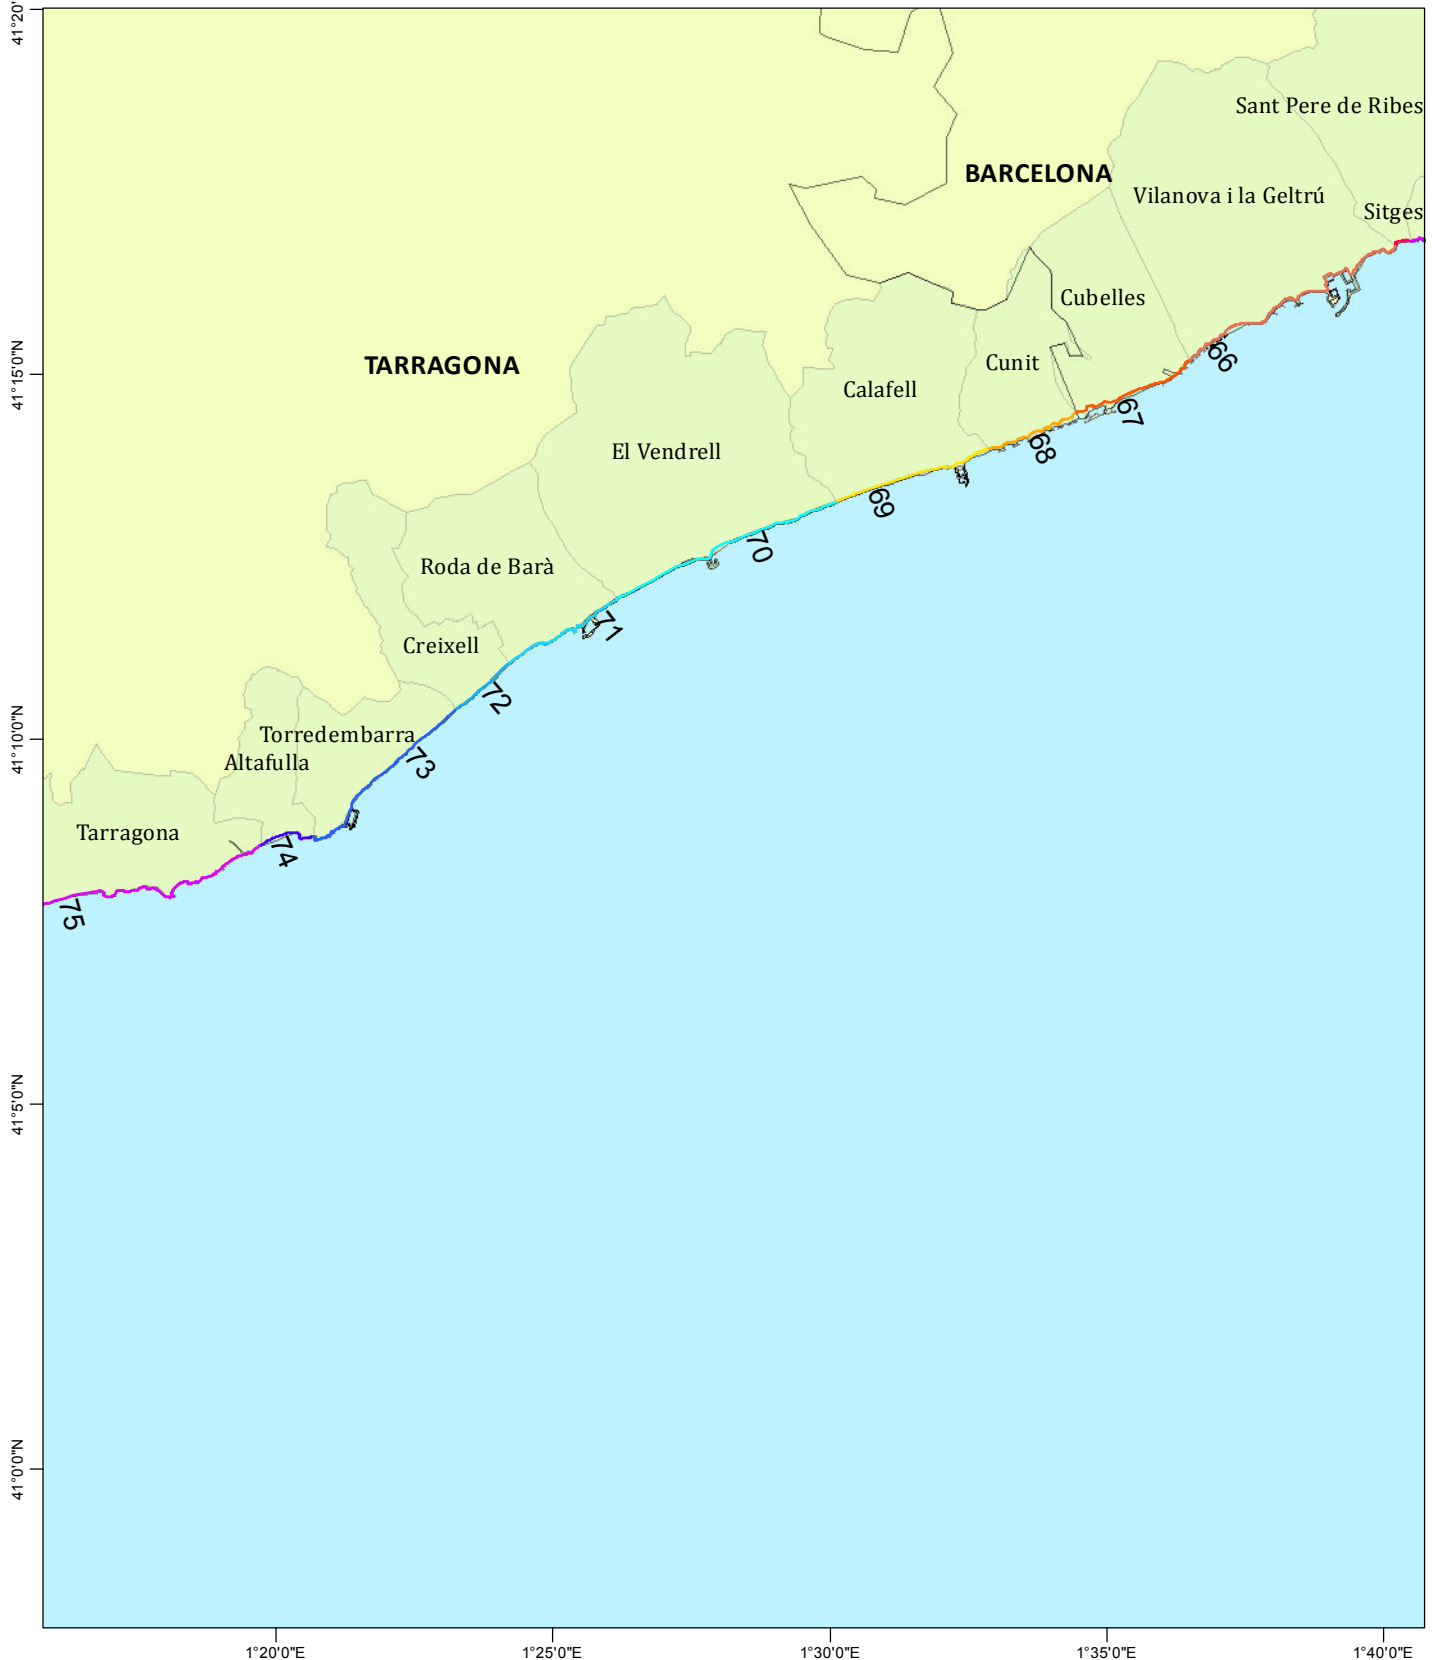 41°20'
Sant Pere de Ribes
BARCELONA
Vilanova i la Geltrú
Sitges
Cubelles
66
41°15'0"N
TARRAGONA
Cunit
Calafell
67
68
El Vendrell
69
70
Roda de Barà
71
Creixell
72
41°10'0"N
Torredembarra
Altafulla
73
Tarragona
74
75
41°5'0"N
41°0'0"N
1°20'0"E
1°25'0"E
1°30'0"E
1°35'0"E
1°40'0"E